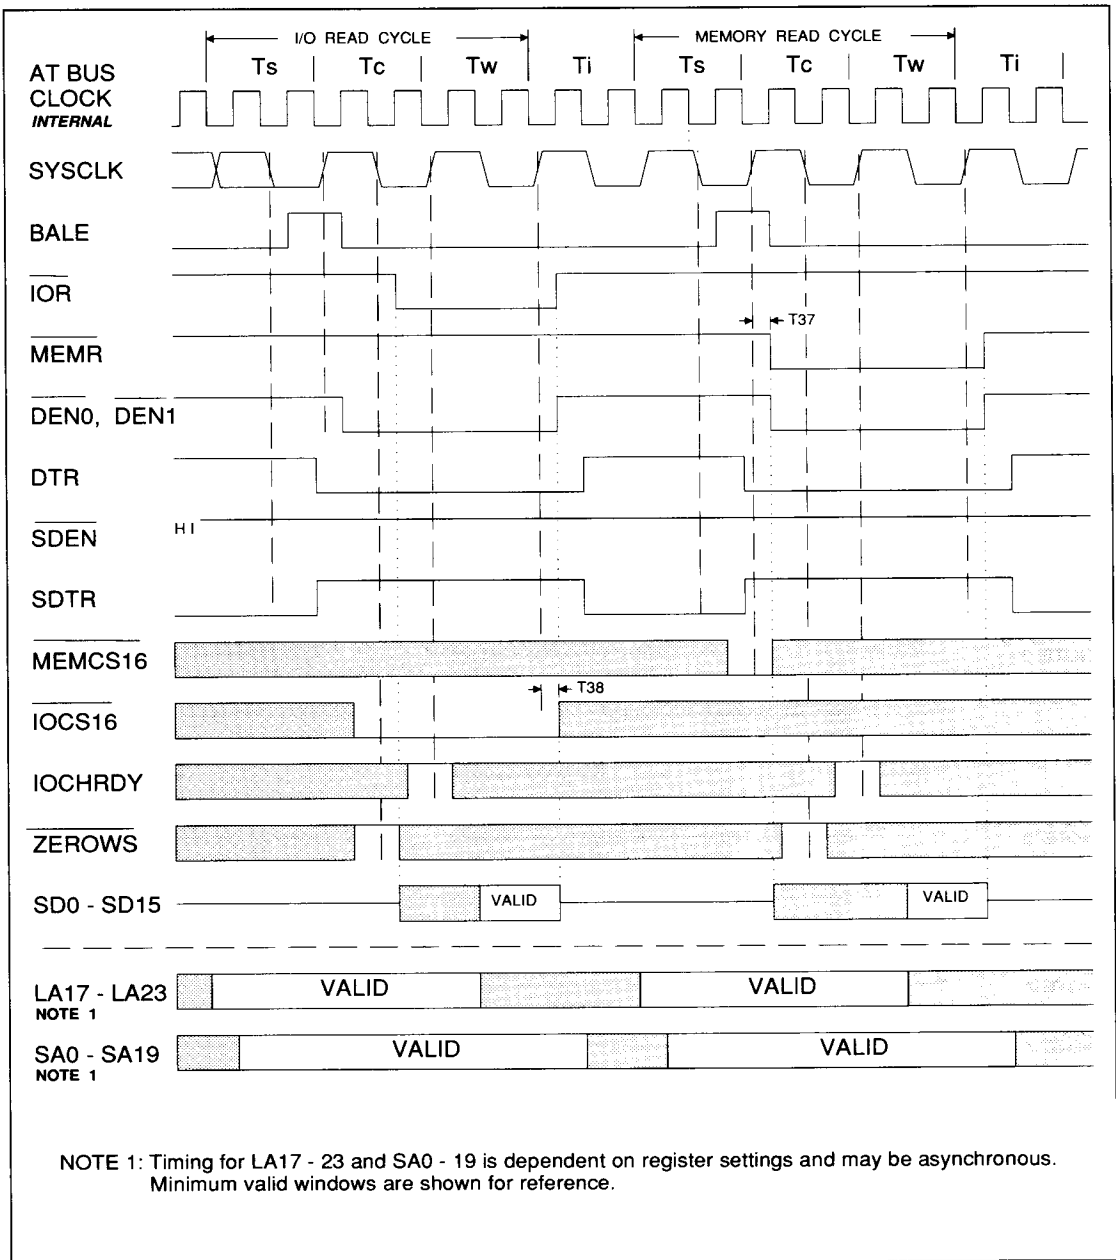 I/O READ CYCLE MEMORY READ CYCLE
Ts Tc Tw Ti Ts Tc Tw Ti
AT BUS
CLOCK
INTERNAL
SYSCLK
BALE
IOR
T37
MEMR
DEN0, DEN1
DTR
HI
SDEN
SDTR
MEMCS16
T38
IOCS16
IOCHRDY
ZEROWS
SD0 - SD15 VALID VALID
LA17 - LA23 VALID VALID
NOTE 1
SA0 - SA19 VALID VALID
NOTE 1
NOTE 1: Timing for LA17 - 23 and SA0 - 19 is dependent on register settings and may be asynchronous.
Minimum valid windows are shown for reference.